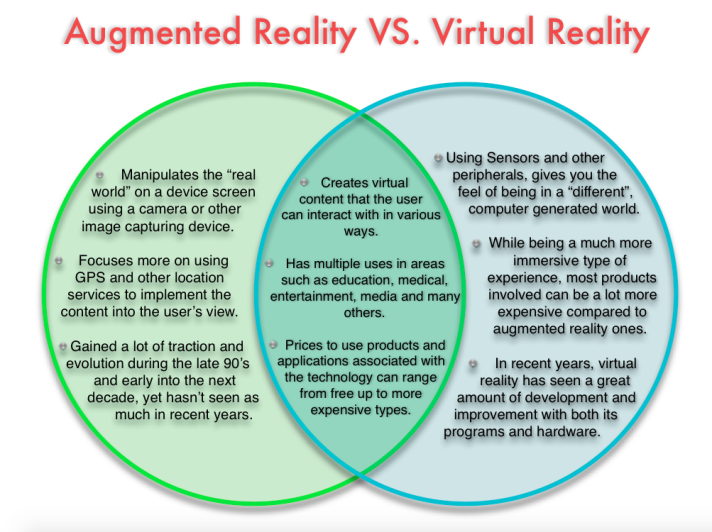 Augmented Reality VS. Virtual Reality
Manipulates the “real
world” on a device screen
using a camera or other
image capturing device.
Focuses more on using
GPS and other location
services to implement the
content into the user’s view.
Gained a lot of traction and
evolution during the late 90’s
and early into the next
decade, yet hasn’t seen as
much in recent years.
Creates virtual
content that the user
can interact with in various
ways.
Has multiple uses in areas
such as education, medical,
entertainment, media and many
others.
Prices to use products and
applications associated with
the technology can range
from free up to more
expensive types.
Using Sensors and other
peripherals, gives you the
feel of being in a “different”,
computer generated world.
While being a much more
immersive type of
experience, most products
involved can be a lot more
expensive compared to
augmented reality ones.
In recent years, virtual
reality has seen a great
amount of development and
improvement with both its
programs and hardware.